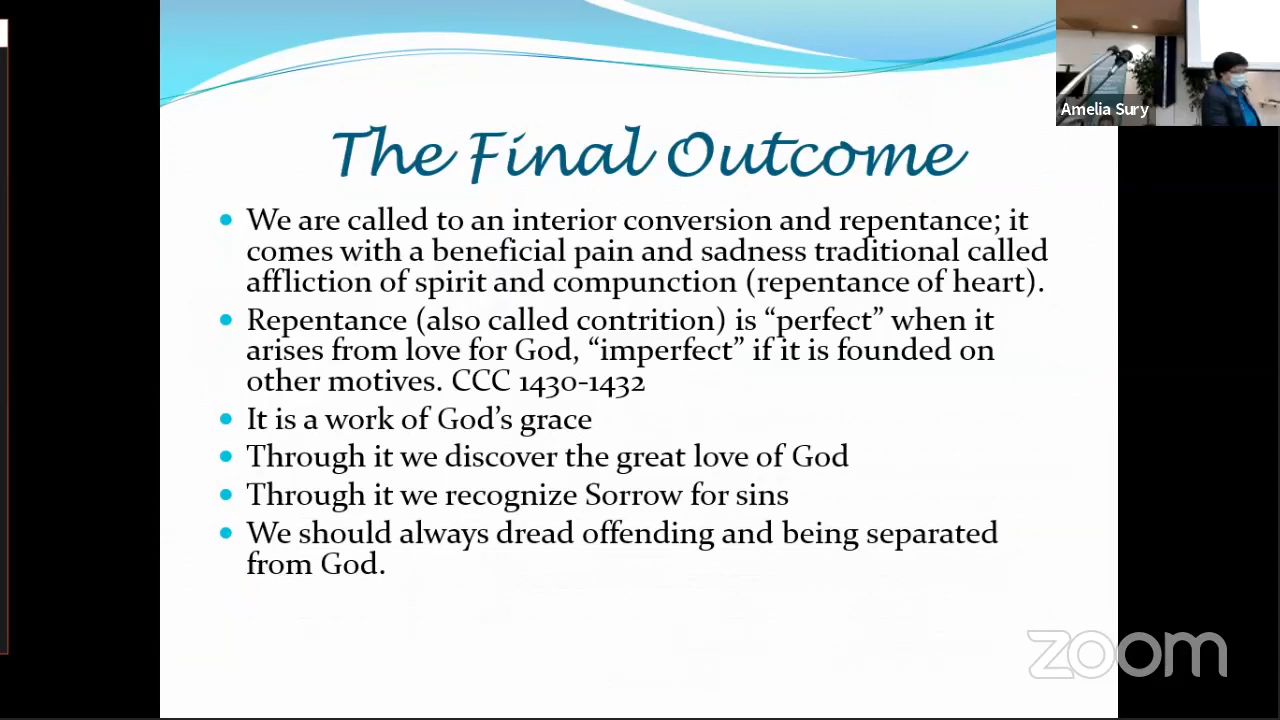 Amelia Sury
The Final Outcome
• We are called to an interior conversion and repentance; it
comes with a beneficial pain and sadness traditional called
affliction of spirit and compunction (repentance of heart).
• Repentance (also called contrition) is “perfect” when it
arises from love for God, “imperfect” if it is founded on
other motives. CCC 1430-1432
• It is a work of God’s grace
• Through it we discover the great love of God
• Through it we recognize Sorrow for sins
• We should always dread offending and being separated
from God.
zoom